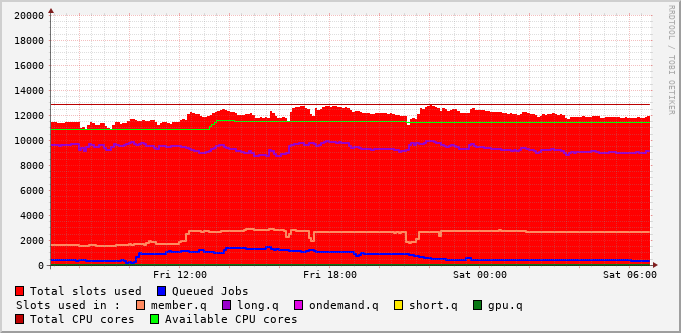 20000
18000
16000
14000
12000
10000
8000
6000
4000
2000
0
Fri 12:00 Fri 18:00 Sat 00:00 Sat 06:00
RRDTOOL / TOBI OETIKER
Total slots used Queued Jobs
Slots used in : member.q long.q ondemand.q short.q gpu.q
Total CPU cores Available CPU cores